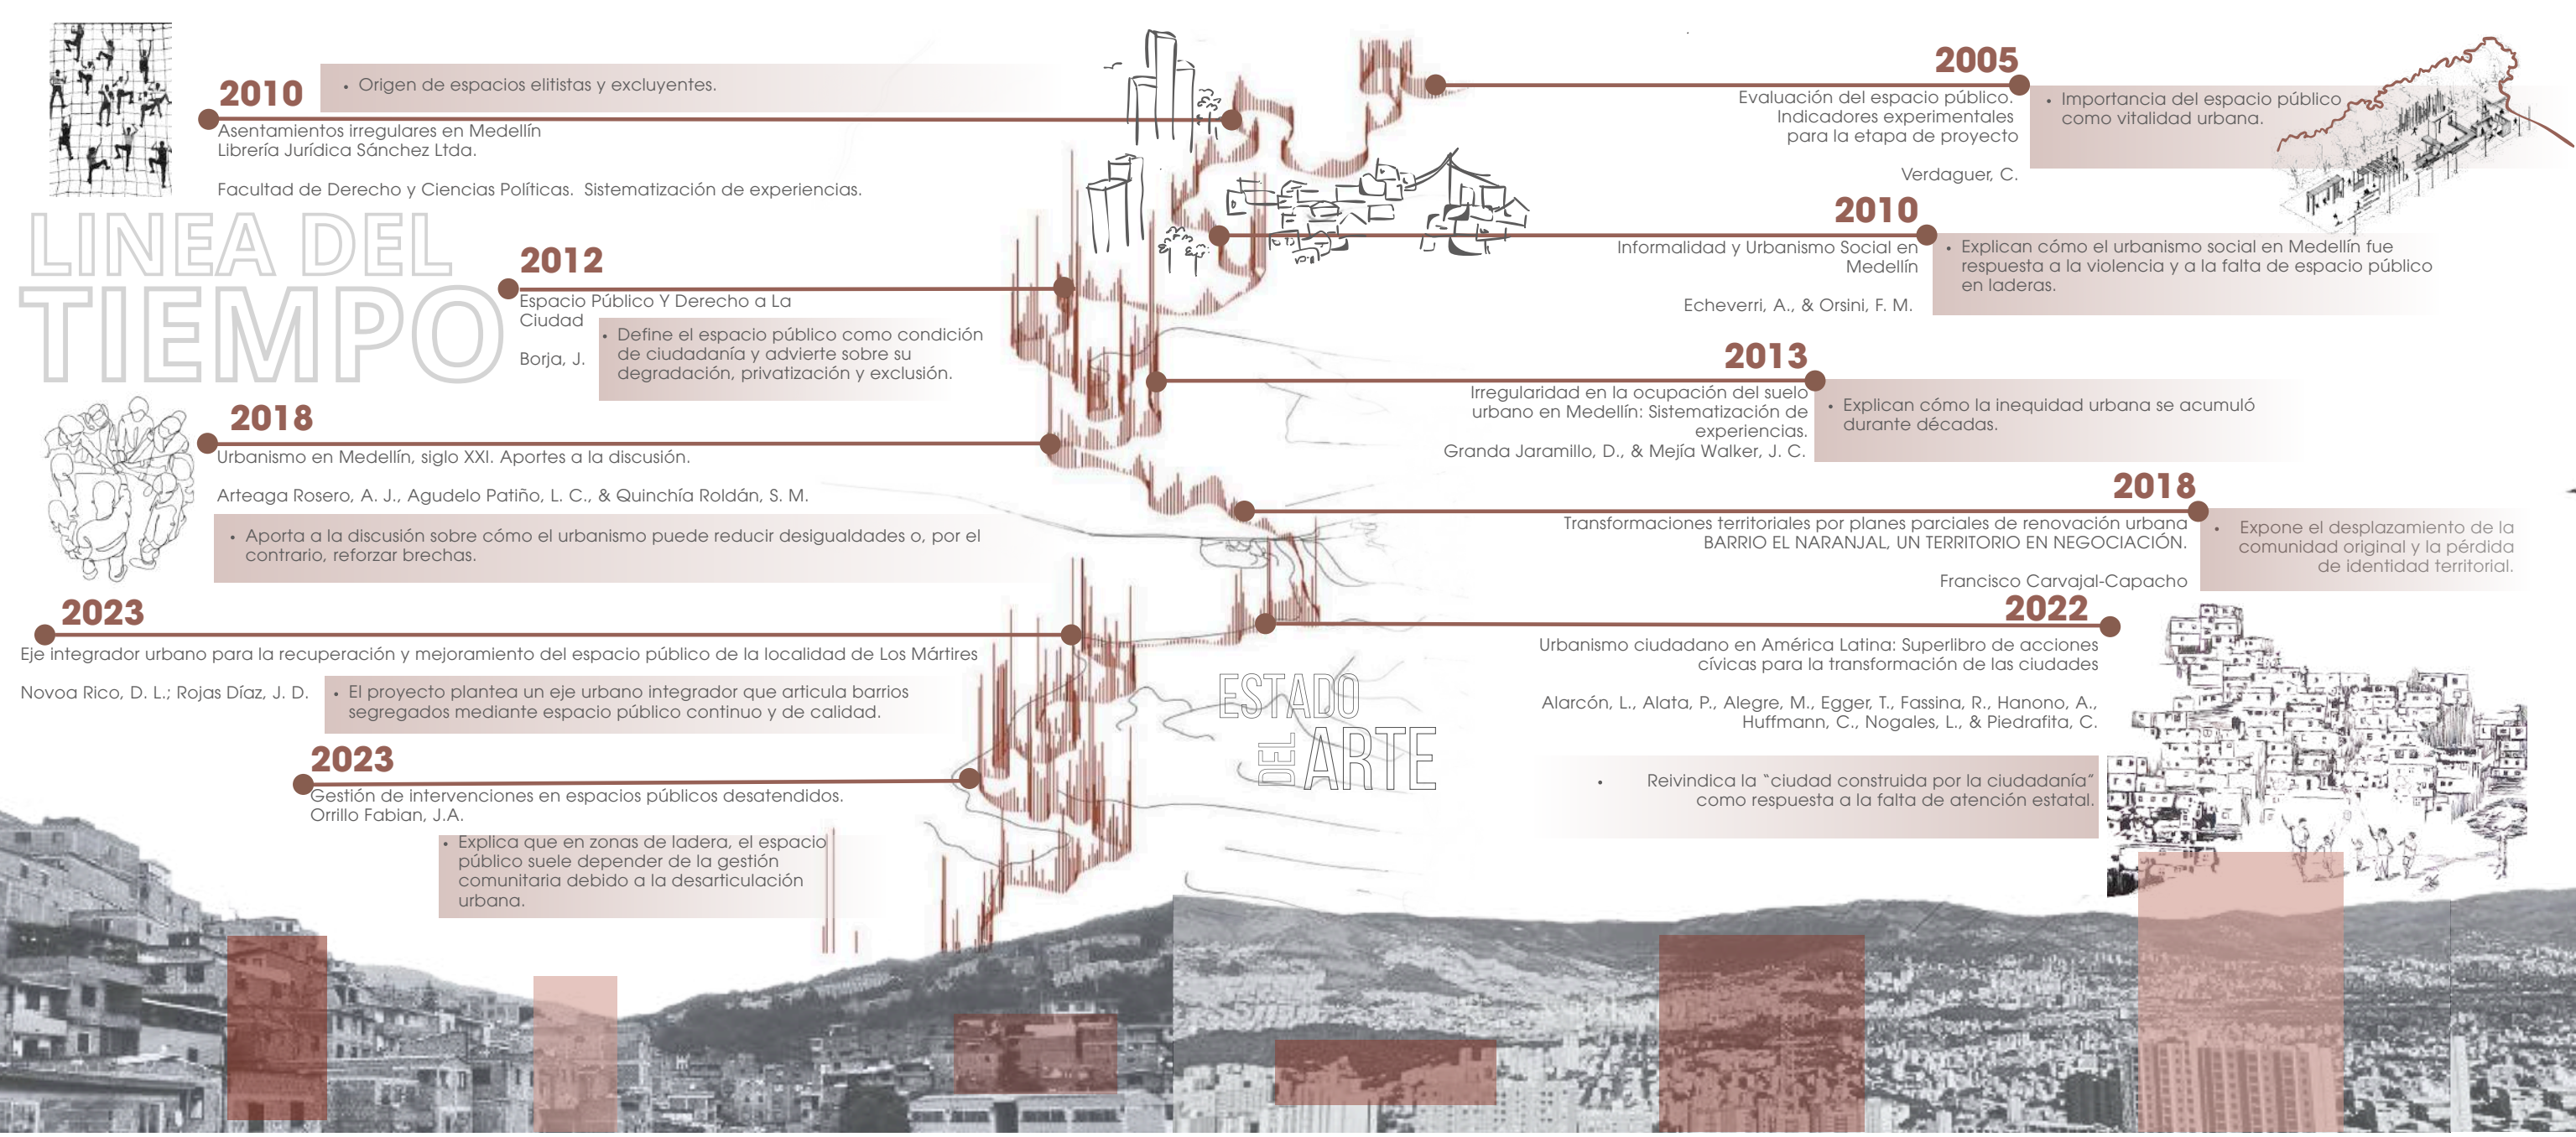 2010
• Origen de espacios elitistas y excluyentes.
Asentamientos irregulares en Medellín
Librería Jurídica Sánchez Ltda.
Facultad de Derecho y Ciencias Políticas. Sistematización de experiencias.
LINEA DEL
TIEMPO
2012
Espacio Público Y Derecho a La
Ciudad
Borja, J.
• Define el espacio público como condición
de ciudadanía y advierte sobre su
degradación, privatización y exclusión.
2018
Urbanismo en Medellín, siglo XXI. Aportes a la discusión.
Arteaga Rosero, A. J., Agudelo Patiño, L. C., & Quinchía Roldán, S. M.
• Aporta a la discusión sobre cómo el urbanismo puede reducir desigualdades o, por el
contrario, reforzar brechas.
2023
Eje integrador urbano para la recuperación y mejoramiento del espacio público de la localidad de Los Mártires
Novoa Rico, D. L.; Rojas Díaz, J. D.
• El proyecto plantea un eje urbano integrador que articula barrios
segregados mediante espacio público continuo y de calidad.
2023
Gestión de intervenciones en espacios públicos desatendidos.
Orrillo Fabian, J.A.
• Explica que en zonas de ladera, el espacio
público suele depender de la gestión
comunitaria debido a la desarticulación
urbana.
2005
Evaluación del espacio público.
Indicadores experimentales
para la etapa de proyecto
Verdaguer, C.
• Importancia del espacio público
como vitalidad urbana.
2010
Informalidad y Urbanismo Social en
Medellín
Echeverri, A., & Orsini, F. M.
• Explican cómo el urbanismo social en Medellín fue
respuesta a la violencia y a la falta de espacio público
en laderas.
2013
Irregularidad en la ocupación del suelo
urbano en Medellín: Sistematización de
experiencias.
Granda Jaramillo, D., & Mejía Walker, J. C.
• Explican cómo la inequidad urbana se acumuló
durante décadas.
2018
Transformaciones territoriales por planes parciales de renovación urbana
BARRIO EL NARANJAL, UN TERRITORIO EN NEGOCIACIÓN.
Francisco Carvajal-Capacho
• Expone el desplazamiento de la
comunidad original y la pérdida
de identidad territorial.
2022
Urbanismo ciudadano en América Latina: Superlibro de acciones
cívicas para la transformación de las ciudades
Alarcón, L., Alata, P., Alegre, M., Egger, T., Fassina, R., Hanono, A.,
Huffmann, C., Nogales, L., & Piedrafita, C.
• Reivindica la “ciudad construida por la ciudadanía”
como respuesta a la falta de atención estatal.
ESTADO
DEL ARTE